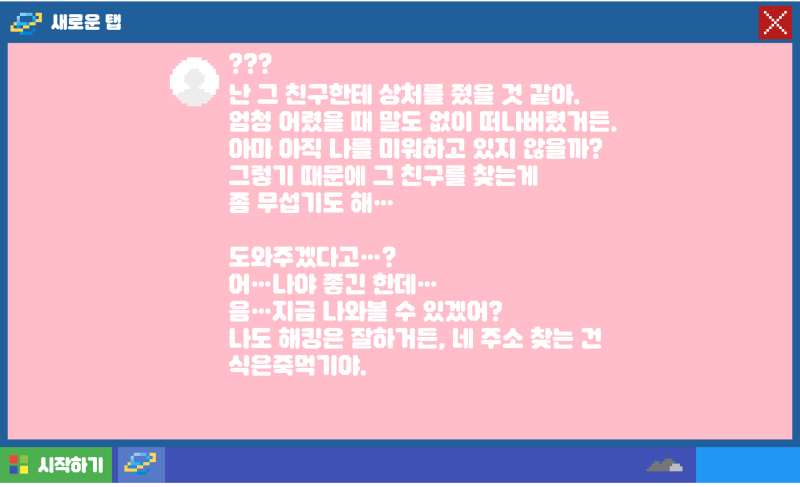 새로운 탭
???
난 그 친구한테 상처를 줬을 것 같아.
엄청 어렸을 때 말도 없이 떠나버렸거든.
아마 아직 나를 미워하고 있지 않을까?
그렇기 때문에 그 친구를 찾는게
좀 무섭기도 해…
도와주겠다고…?
어…나야 좋긴 한데…
음…지금 나와볼 수 있겠어?
나도 해킹은 잘하거든, 네 주소 찾는 건
식은죽먹기야.
시작하기